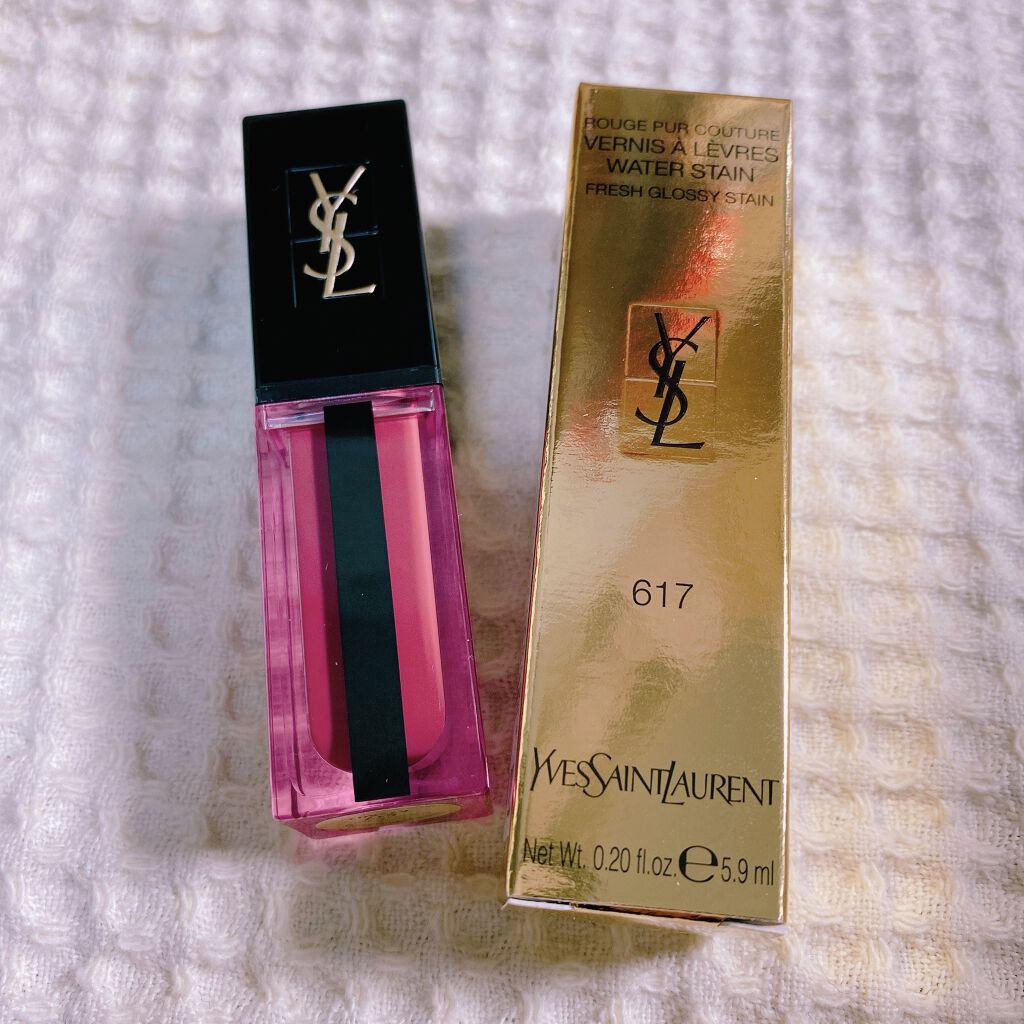 YSL
ROUGE PUR COUTURE
VERNIS À LÈVRES
WATER STAIN
FRESH GLOSSY STAIN
YSL
617
YVESSAINTLAURENT
Net Wt. 0.20 fl.oz. e 5.9 ml